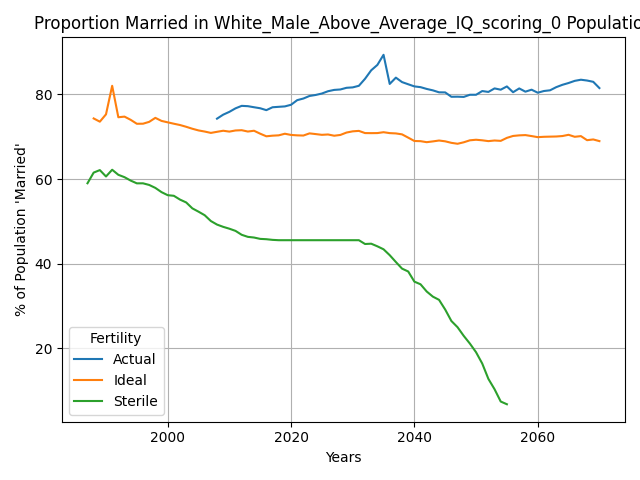 Proportion Married in White_Male_Above_Average_IQ_scoring_0 Populatio
80
60
40
20
% of Population 'Married'
Fertility
Actual
Ideal
Sterile
2000 2020 2040 2060
Years